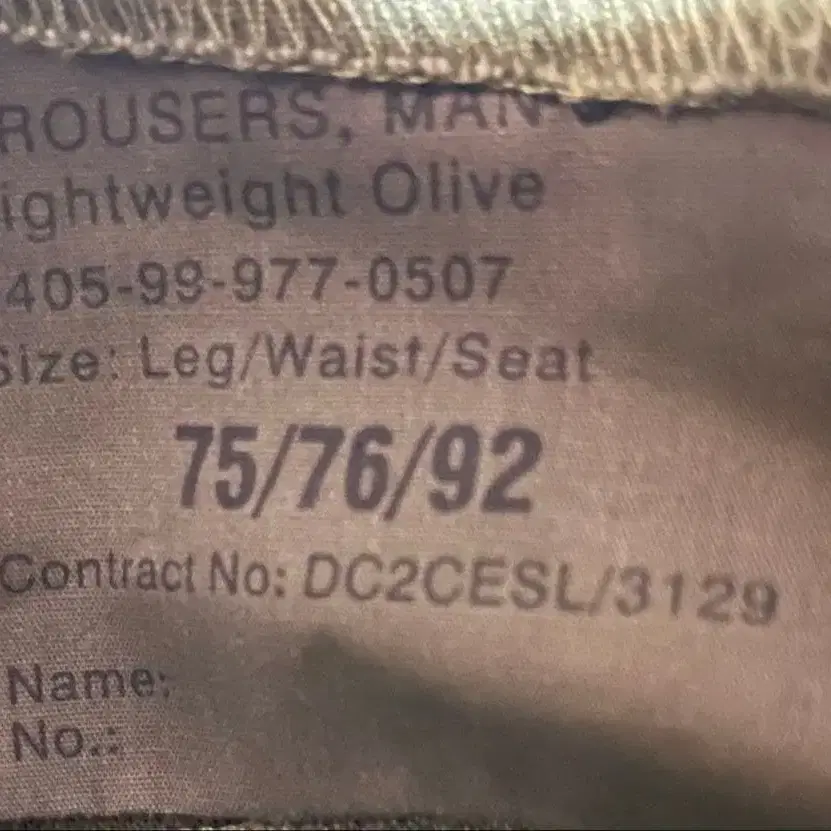 ROUSERS, MAN
ightweight Olive
405-99-977-0507
Size: Leg/Waist/Seat
75/76/92
Contract No: DC2CESL/3129
Name:
No.: